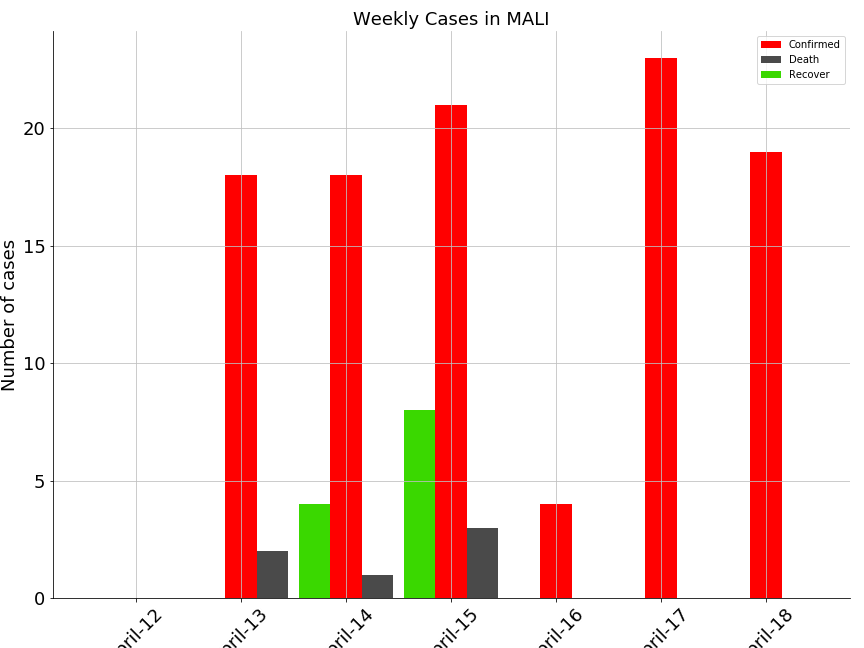 Weekly Cases in MALI
Confirmed
Death
Recover
Number of cases
20
15
10
5
0
pril-12
pril-13
pril-14
pril-15
pril-16
pril-17
pril-18